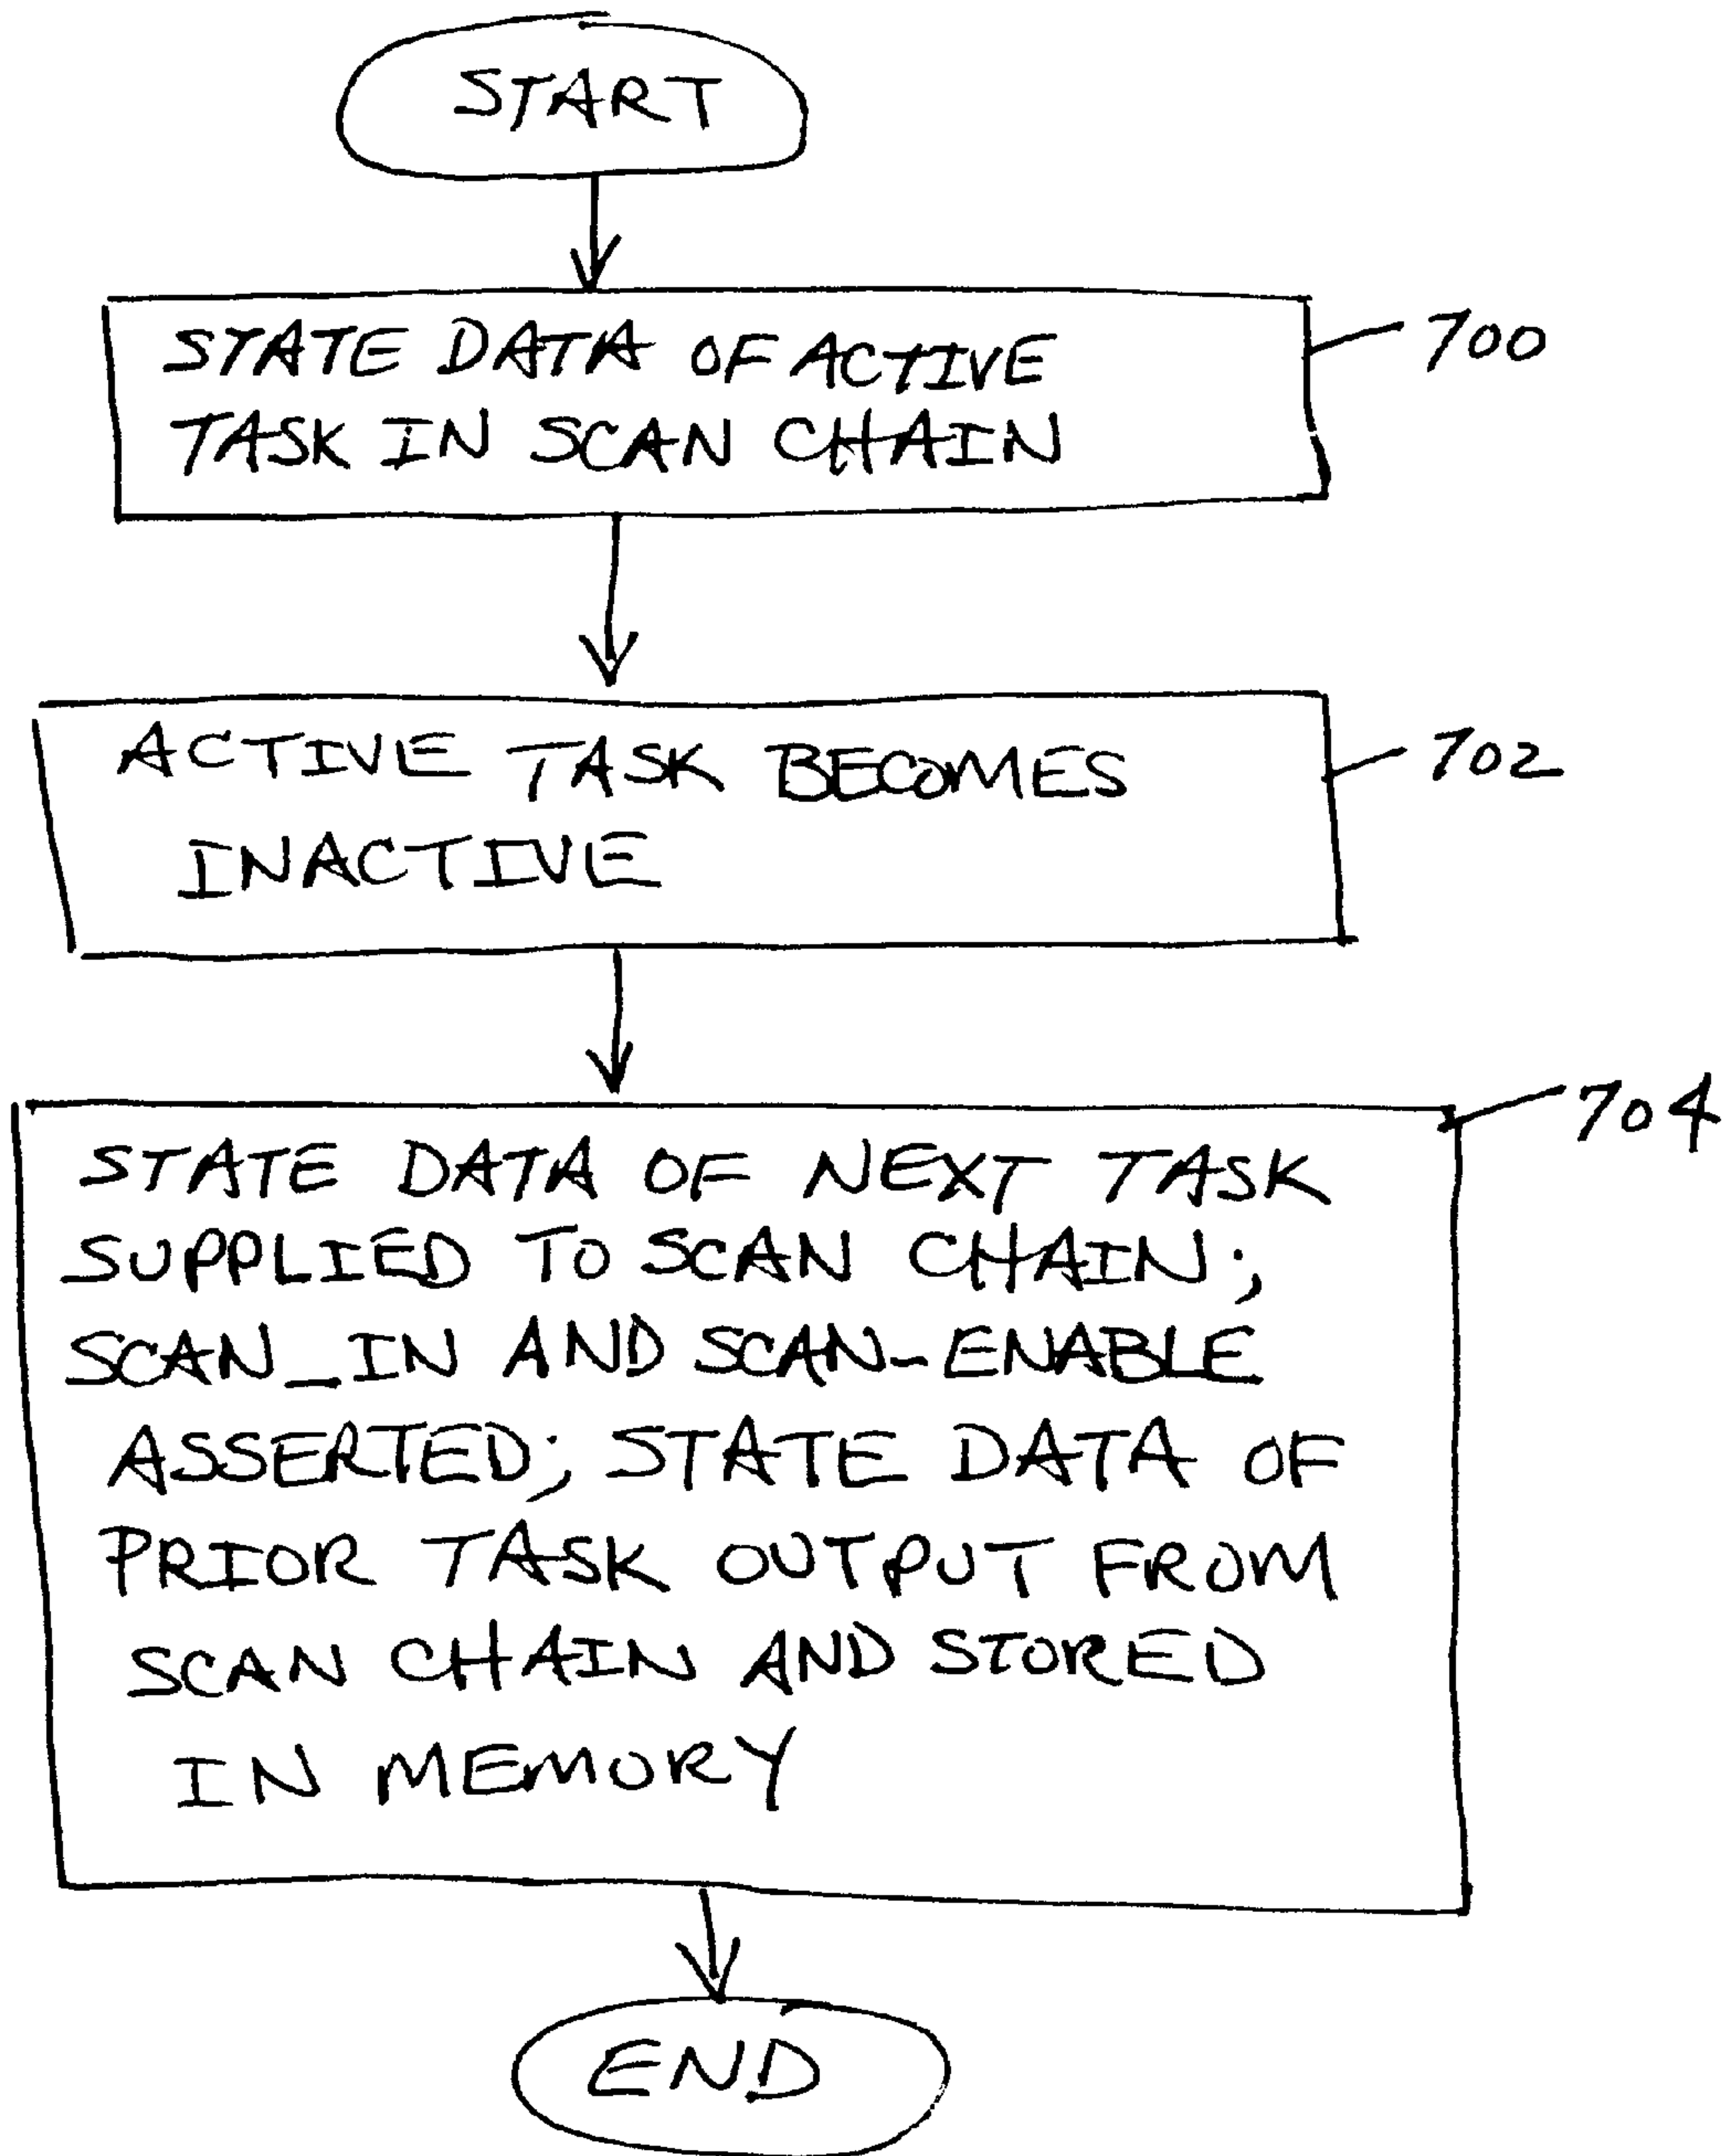 START
STATE DATA OF ACTIVE
TASK IN SCAN CHAIN
700
ACTIVE TASK BECOMES
INACTIVE
702
704
STATE DATA OF NEXT TASK
SUPPLIED TO SCAN CHAIN;
SCAN_IN AND SCAN-ENABLE
ASSERTED; STATE DATA OF
PRIOR TASK OUTPUT FROM
SCAN CHAIN AND STORED
IN MEMORY
END